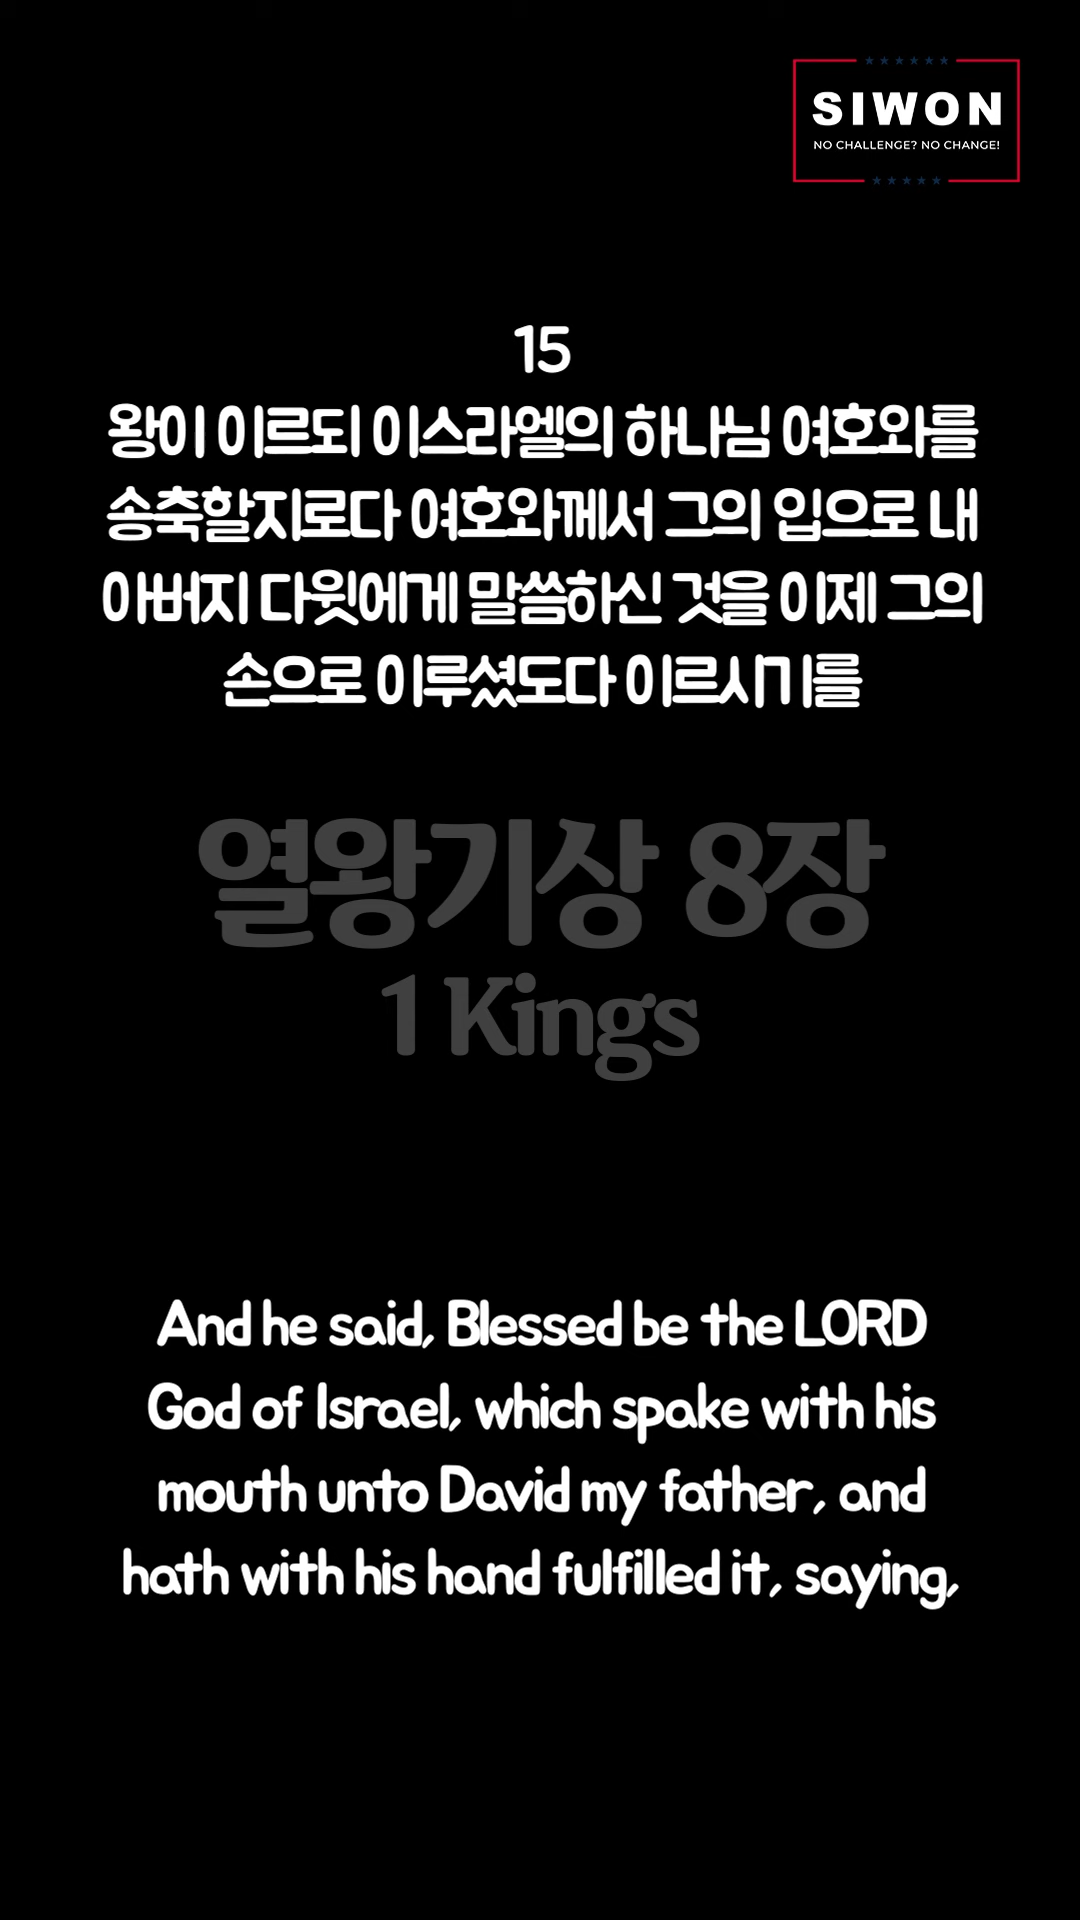 SIWON
NO CHALLENGE? NO CHANGE!
15
왕이 이르되 이스라엘의 하나님 여호와를
송축할지로다 여호와께서 그의 입으로 내
아버지 다윗에게 말씀하신 것을 이제 그의
손으로 이루셨도다 이르시기를
열왕기상 8장
1 Kings
And he said, Blessed be the LORD
God of Israel, which spake with his
mouth unto David my father, and
hath with his hand fulfilled it, saying,